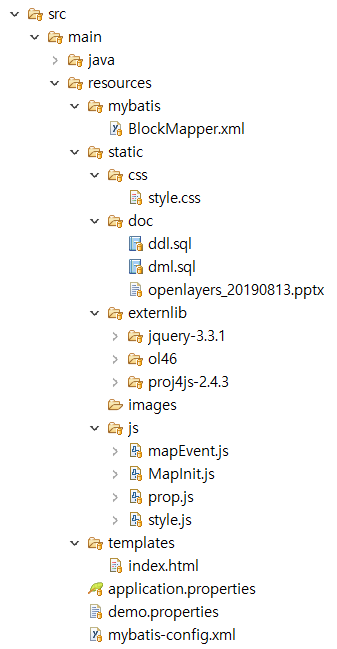 src
main
java
resources
mybatis
BlockMapper.xml
static
css
style.css
doc
ddl.sql
dml.sql
openlayers_20190813.pptx
externlib
jquery-3.3.1
ol46
proj4js-2.4.3
images
js
mapEvent.js
MapInit.js
prop.js
style.js
templates
index.html
application.properties
demo.properties
mybatis-config.xml